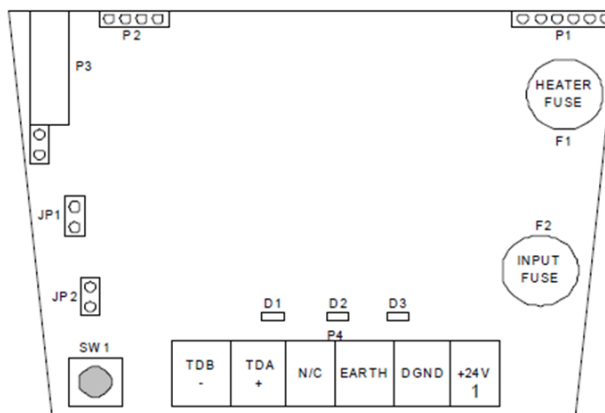 P2
P1
P3
HEATER
FUSE
F1
JP1
F2
INPUT
FUSE
JP2
D1 D2 D3
P4
SW1
TDB
-
TDA
+
N/C
EARTH
DGND
+24V
1